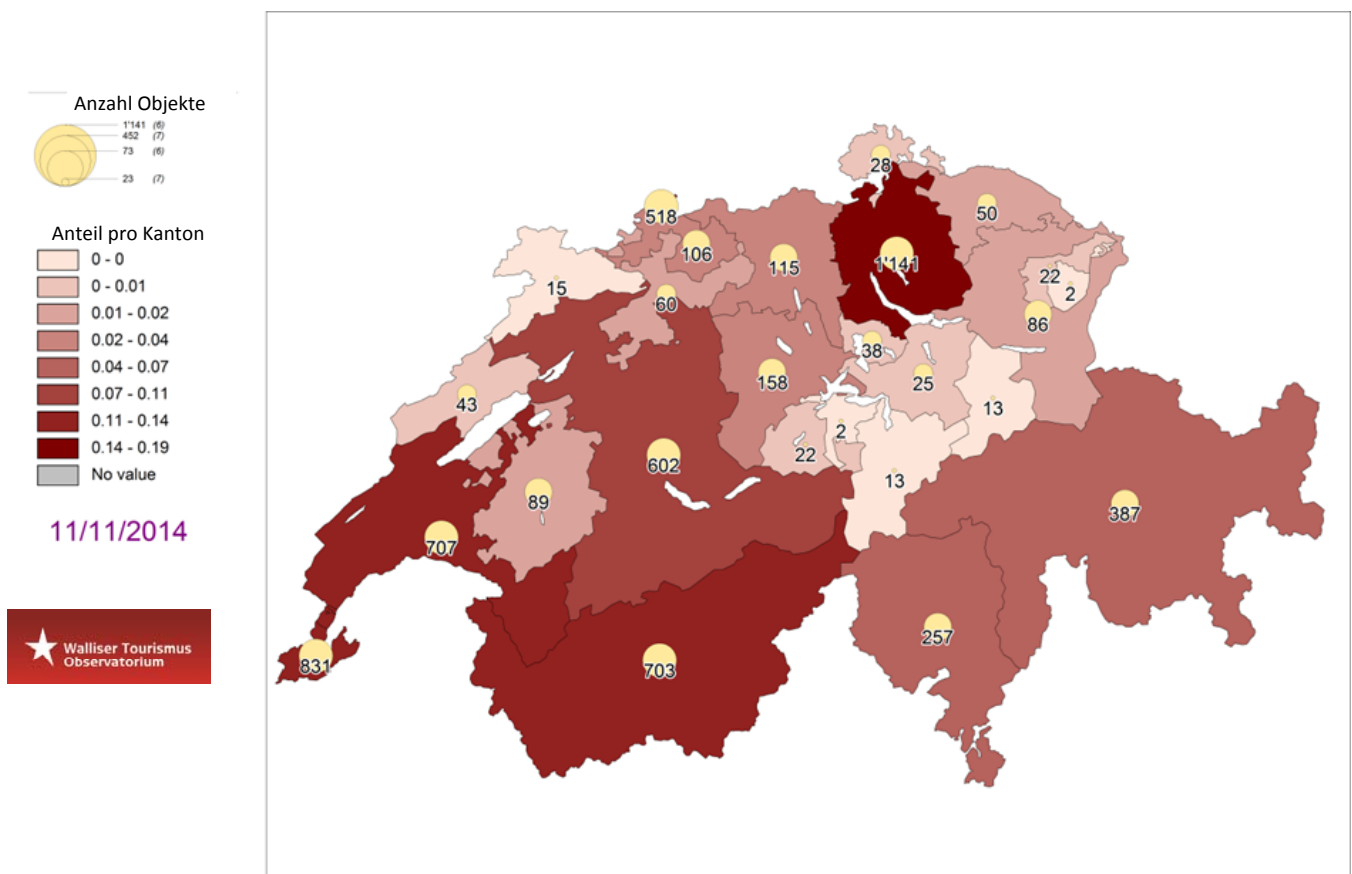 Anzahl Objekte
1'141 (6)
452 (7)
73 (6)
23 (7)
Anteil pro Kanton
0 - 0
0 - 0.01
0.01 - 0.02
0.02 - 0.04
0.04 - 0.07
0.07 - 0.11
0.11 - 0.14
0.14 - 0.19
No value
11/11/2014
Walliser Tourismus
Observatorium
28
518
50
106
115
1'141
15
60
22
2
86
38
43
158
25
13
2
602
22
13
89
387
707
257
831
703